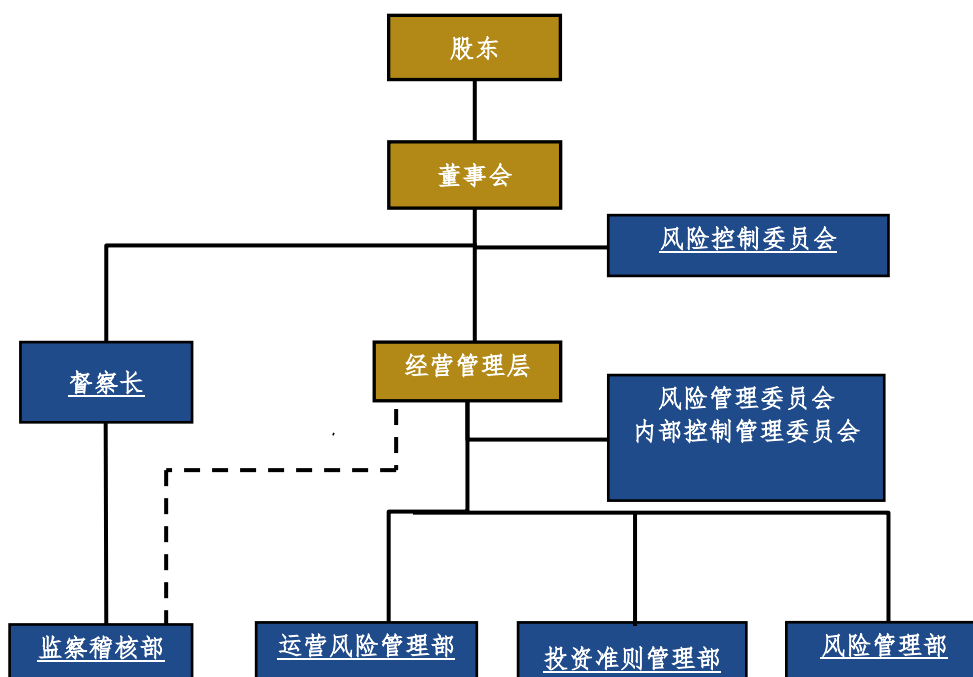 股东
董事会
风险控制委员会
督察长
经营管理层
风险管理委员会
内部控制管理委员会
监察稽核部
运营风险管理部
投资准则管理部
风险管理部